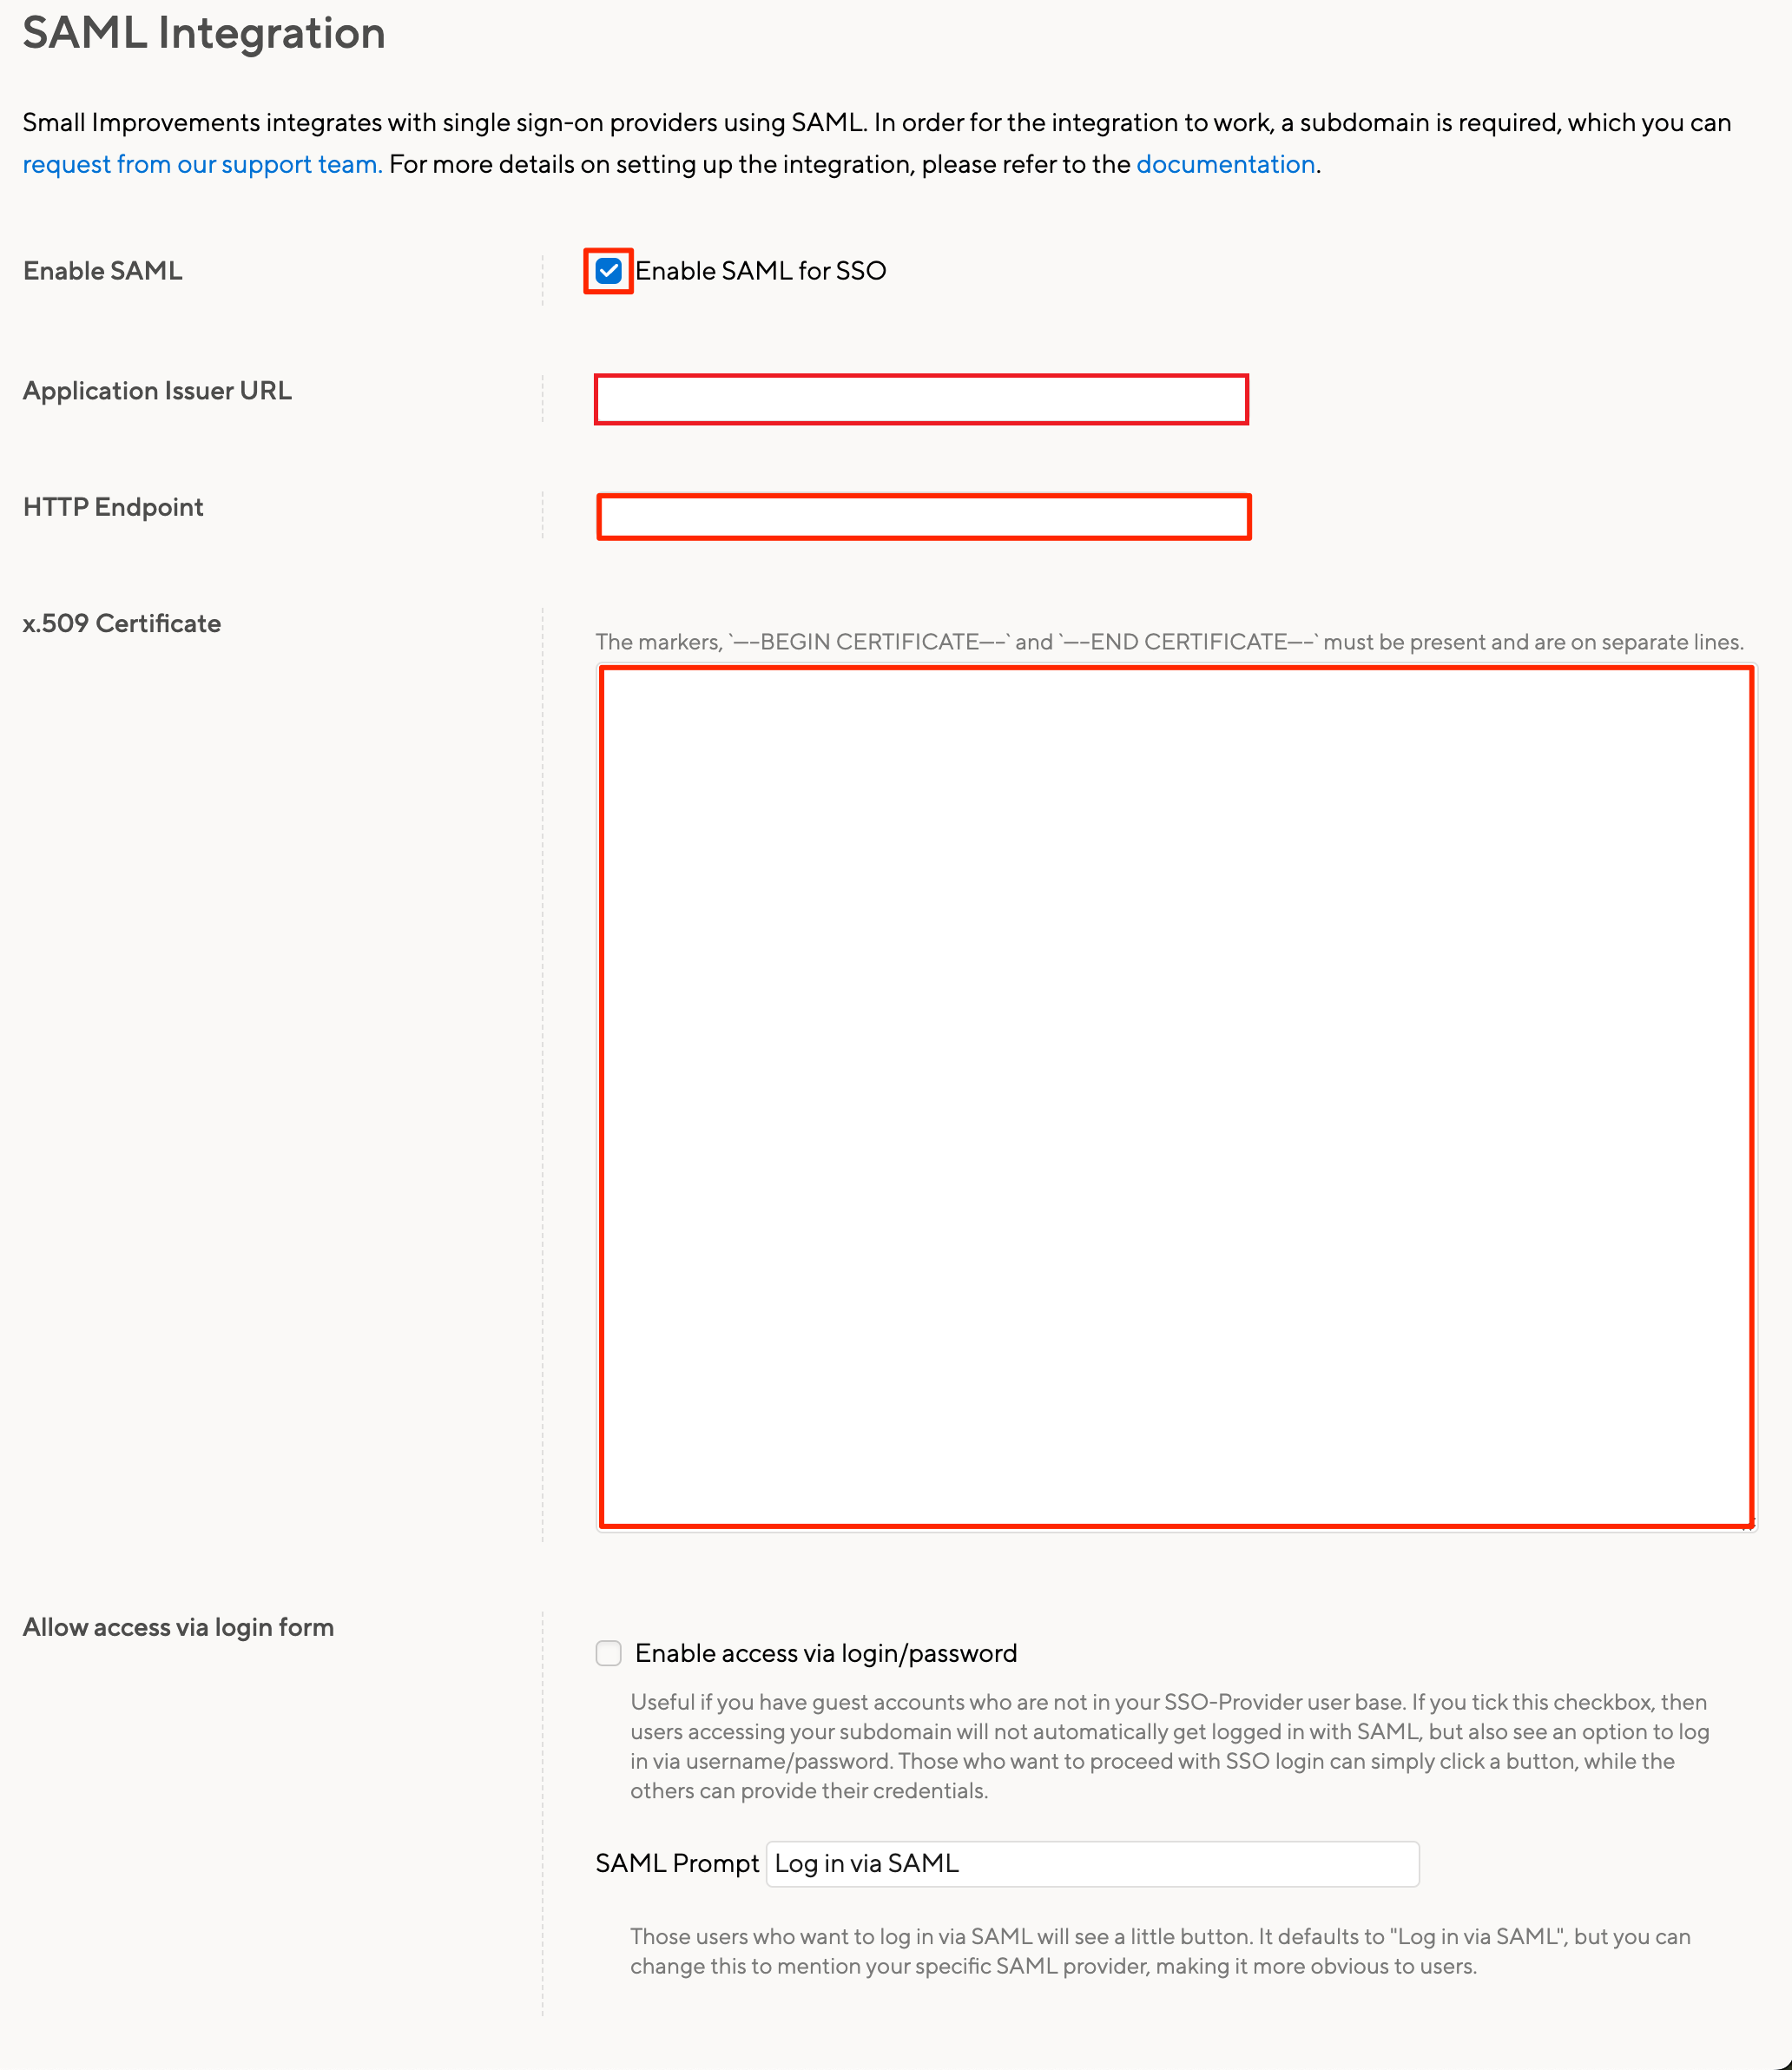 SAML Integration
Small Improvements integrates with single sign-on providers using SAML. In order for the integration to work, a subdomain is required, which you can
request from our support team. For more details on setting up the integration, please refer to the documentation.
Enable SAML
Enable SAML for SSO
Application Issuer URL
HTTP Endpoint
x.509 Certificate
The markers, `—--BEGIN CERTIFICATE—--` and `—--END CERTIFICATE—--` must be present and are on separate lines.
Allow access via login form
Enable access via login/password
Useful if you have guest accounts who are not in your SSO-Provider user base. If you tick this checkbox, then
users accessing your subdomain will not automatically get logged in with SAML, but also see an option to log
in via username/password. Those who want to proceed with SSO login can simply click a button, while the
others can provide their credentials.
SAML Prompt Log in via SAML
Those users who want to log in via SAML will see a little button. It defaults to "Log in via SAML", but you can
change this to mention your specific SAML provider, making it more obvious to users.